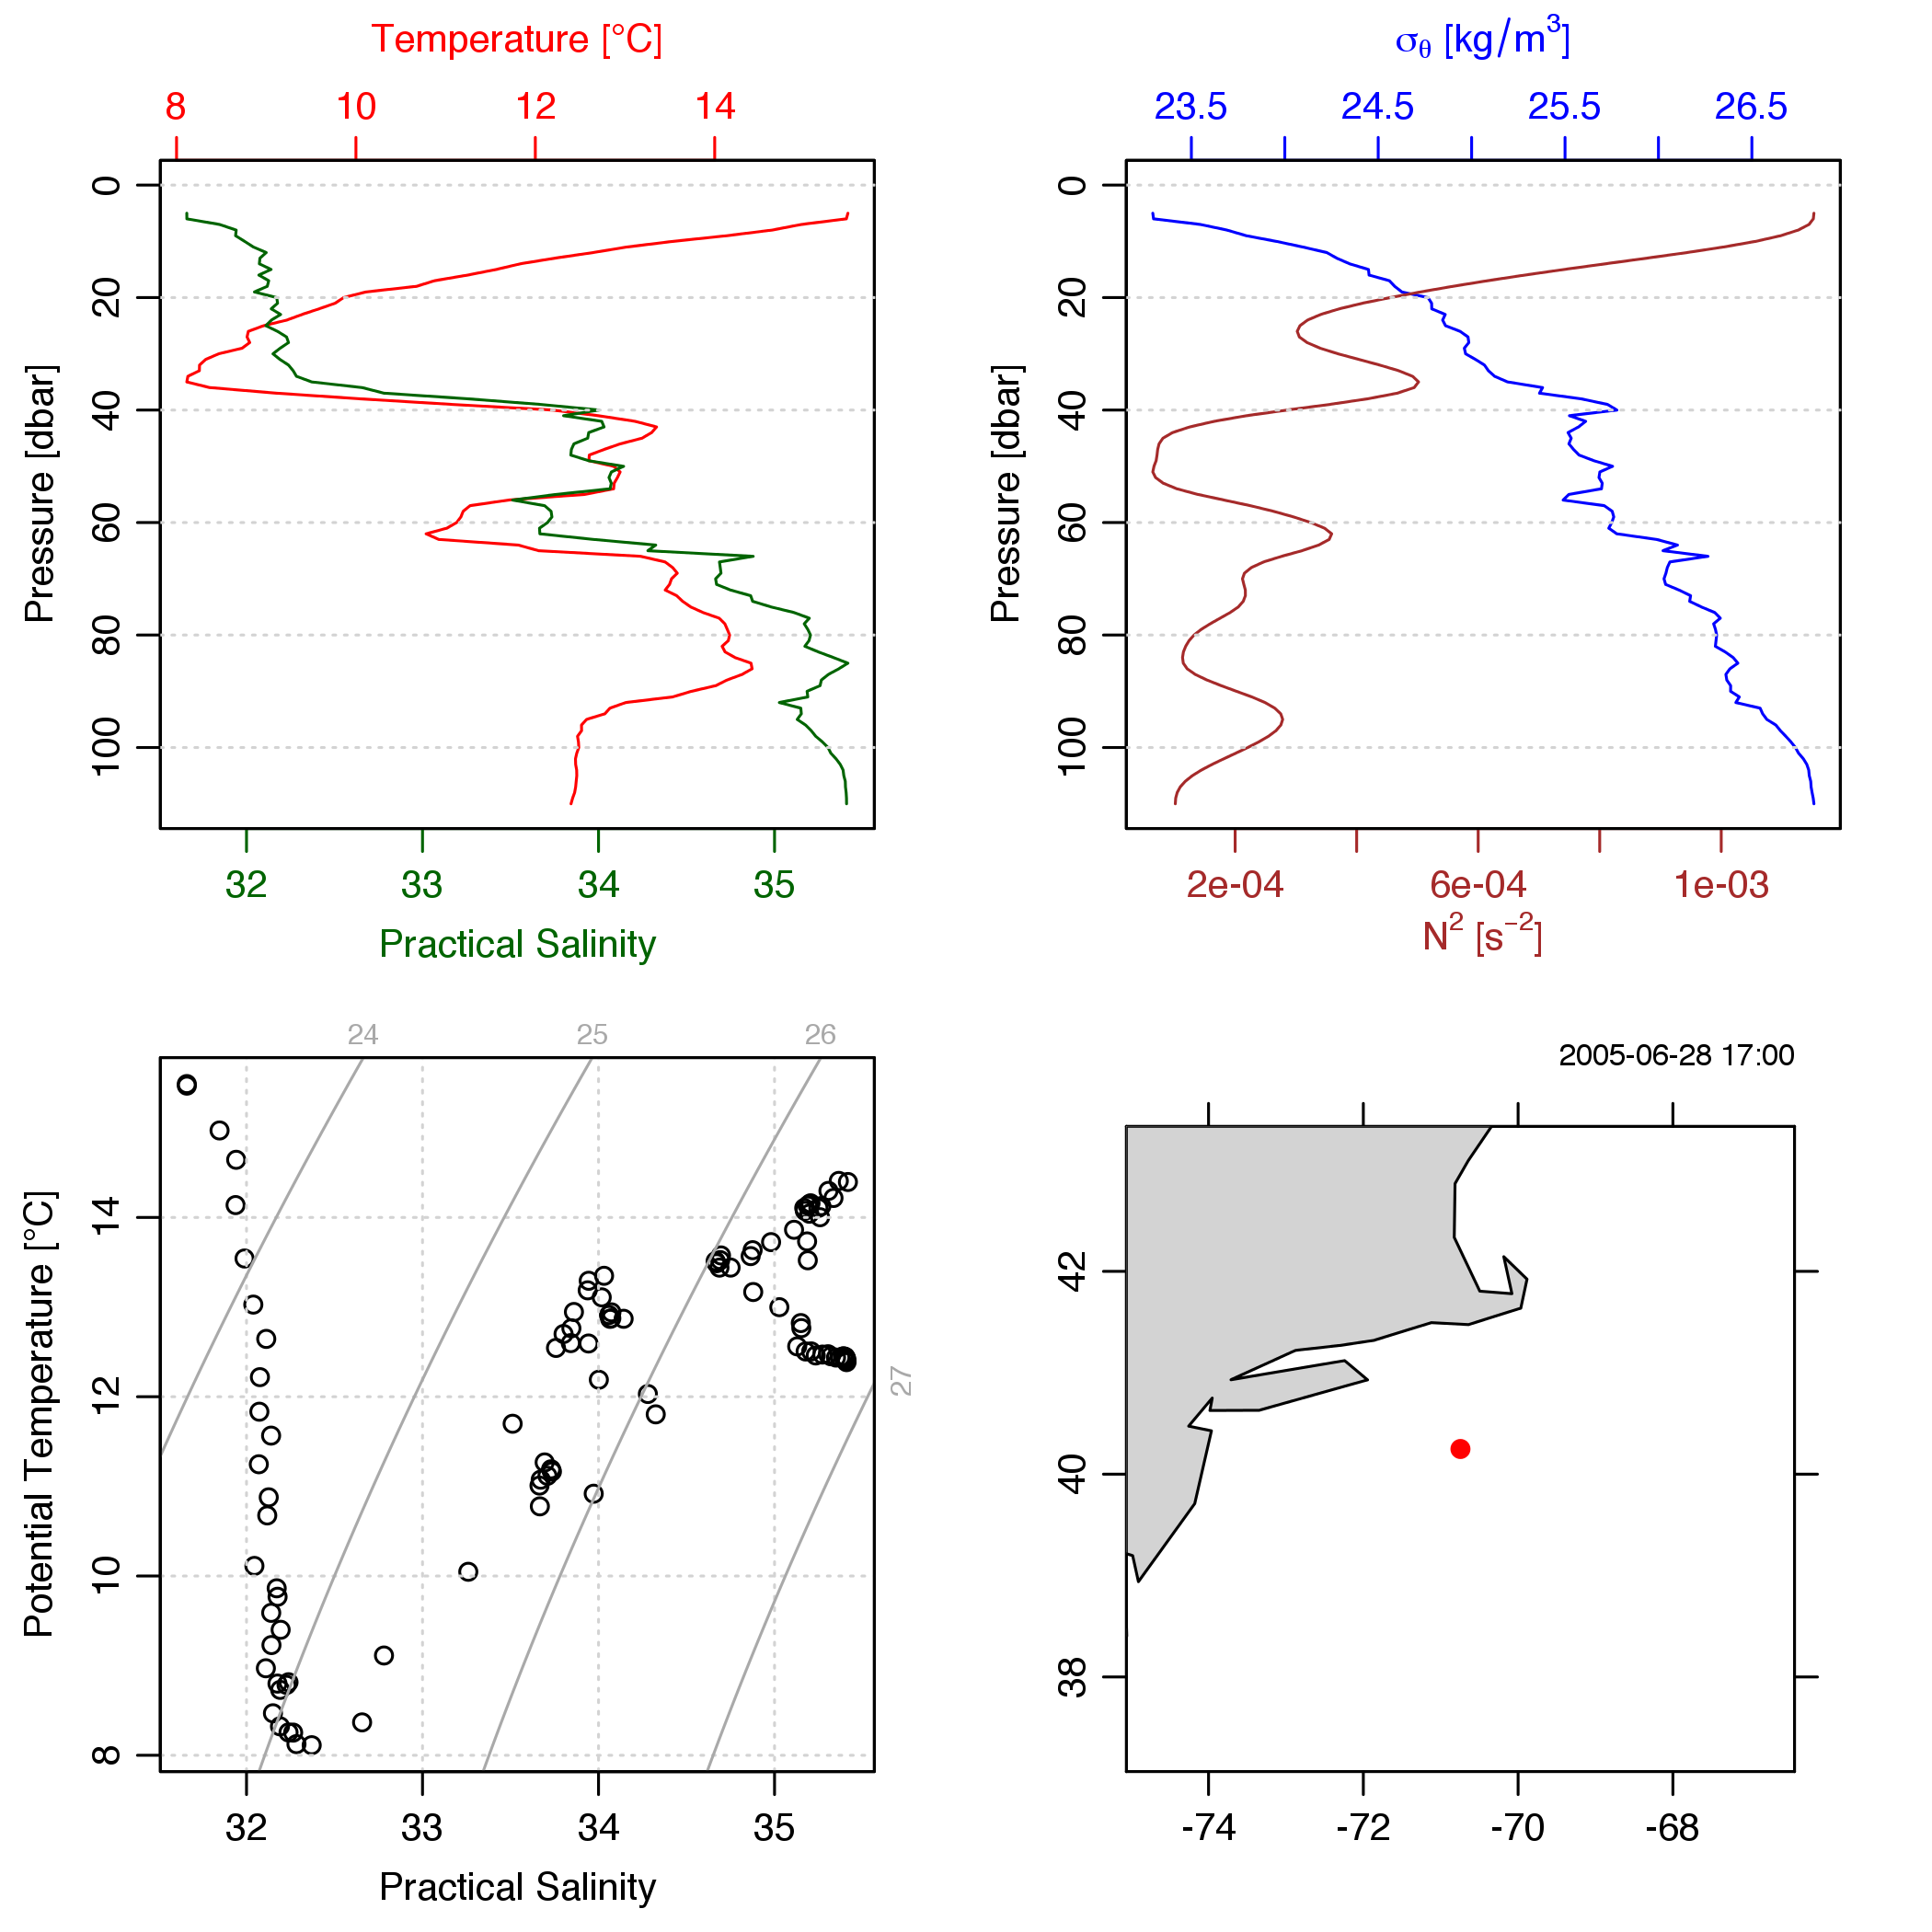 Temperature [°C]
8 10 12 14
0 20 40 60 80 100
Pressure [dbar]
32 33 34 35
Practical Salinity
σθ [kg/m³]
23.5 24.5 25.5 26.5
0 20 40 60 80 100
Pressure [dbar]
2e-04 6e-04 1e-03
N² [s⁻²]
24 25 26
27
14 12 10 8
Potential Temperature [°C]
32 33 34 35
Practical Salinity
2005-06-28 17:00
42 40 38
-74 -72 -70 -68